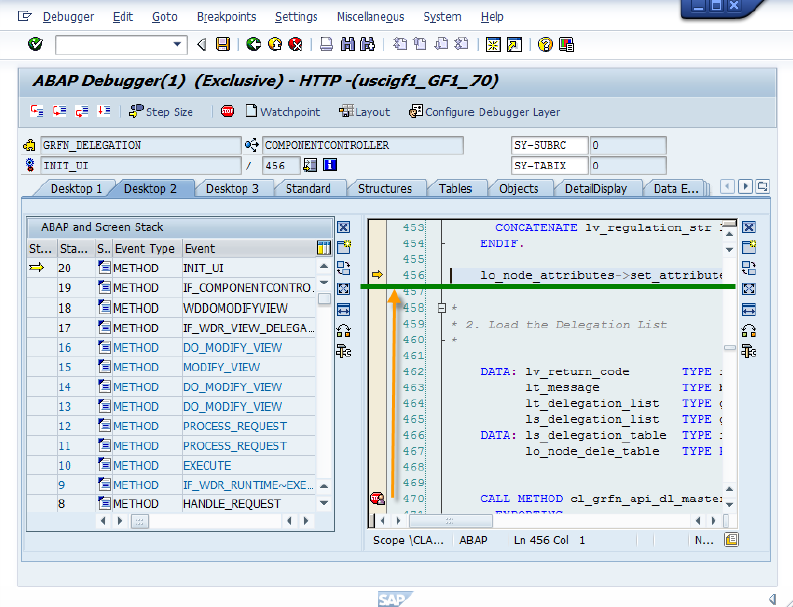 Debugger Edit Goto Breakpoints Settings Miscellaneous System Help
ABAP Debugger(1) (Exclusive) - HTTP -(uscigf1_GF1_70)
Step Size Watchpoint Layout Configure Debugger Layer
GRFN_DELEGATION COMPONENTCONTROLLER SY-SUBRC 0
INIT_UI / 456 SY-TABIX 0
Desktop 1 Desktop 2 Desktop 3 Standard Structures Tables Objects DetailDisplay Data E...
ABAP and Screen Stack
St... Sta... S.. Event Type Event
20 METHOD INIT_UI
19 METHOD IF_COMPONENTCONTRO.
18 METHOD WDDOMODIFYVIEW
17 METHOD IF_WDR_VIEW_DELEGA...
16 METHOD DO_MODIFY_VIEW
15 METHOD MODIFY_VIEW
14 METHOD DO_MODIFY_VIEW
13 METHOD DO_MODIFY_VIEW
12 METHOD PROCESS_REQUEST
11 METHOD PROCESS_REQUEST
10 METHOD EXECUTE
9 METHOD IF_WDR_RUNTIME~EXE...
8 METHOD HANDLE_REQUEST
453 CONCATENATE lv_regulation_str
454 ENDIF.
455
456 lo_node_attributes->set_attribute
457
458 *
459 * 2. Load the Delegation List
460 *
461
462 DATA: lv_return_code TYPE
463 lt_message TYPE
464 lt_delegation_list TYPE
465 ls_delegation_list TYPE
466 DATA: ls_delegation_table TYPE
467 lo_node_dele_table TYPE
468
469
470 CALL METHOD cl_grfn_api_dl_master
471 EXPORTING
Scope \CLA... ABAP Ln 456 Col 1 N...
SAP